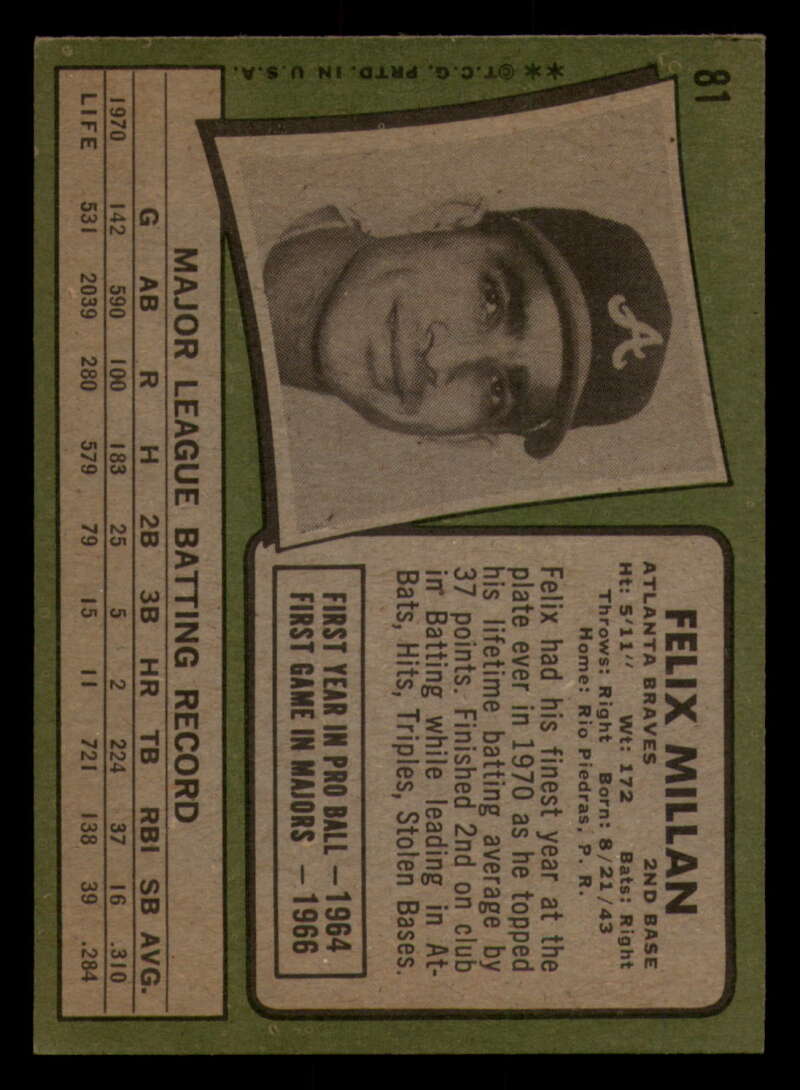 81
**©T.C.G. PRTD. IN U.S.A.
A
FELIX MILLAN
ATLANTA BRAVES 2ND BASE
Ht: 5'11" Wt: 172 Bats: Right
Throws: Right Born: 8/21/43
Home: Rio Piedras, P. R.
Felix had his finest year at the
plate ever in 1970 as he topped
his lifetime batting average by
37 points. Finished 2nd on club
in Batting while leading in At-
Bats, Hits, Triples, Stolen Bases.
FIRST YEAR IN PRO BALL — 1964
FIRST GAME IN MAJORS — 1966
MAJOR LEAGUE BATTING RECORD
G AB R H 2B 3B HR TB RBI SB AVG.
1970 142 590 100 183 25 5 2 224 37 16 .310
LIFE 531 2039 280 579 79 15 11 721 138 39 .284